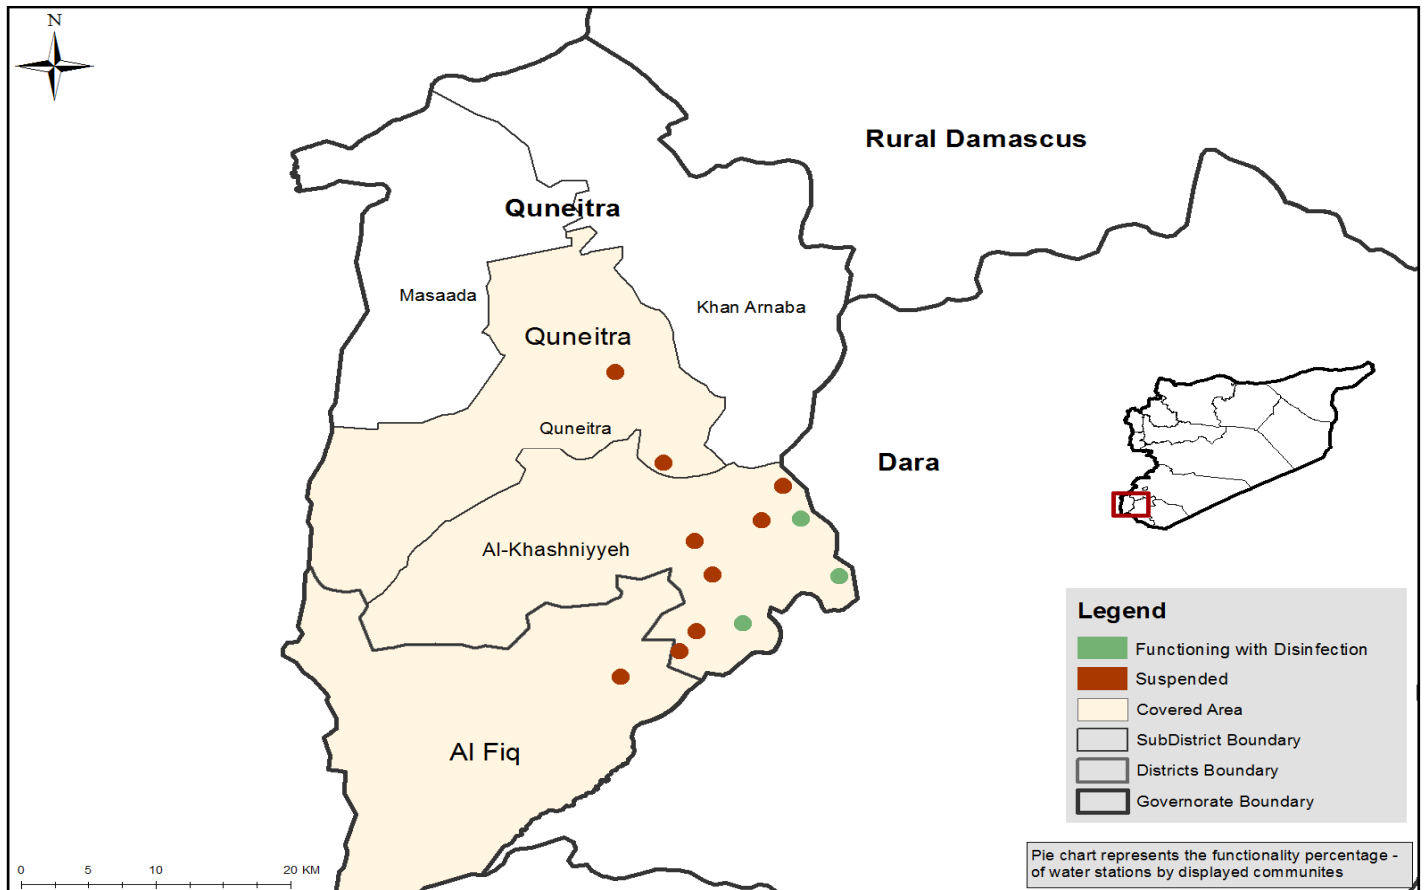 N
Rural Damascus
Quneitra
Masaada
Khan Arnaba
Quneitra
Quneitra
Dara
Al-Khashniyyeh
Al Fiq
Legend
Functioning with Disinfection
Suspended
Covered Area
SubDistrict Boundary
Districts Boundary
Governorate Boundary
Pie chart represents the functionality percentage -
of water stations by displayed communites
0 5 10 20 KM